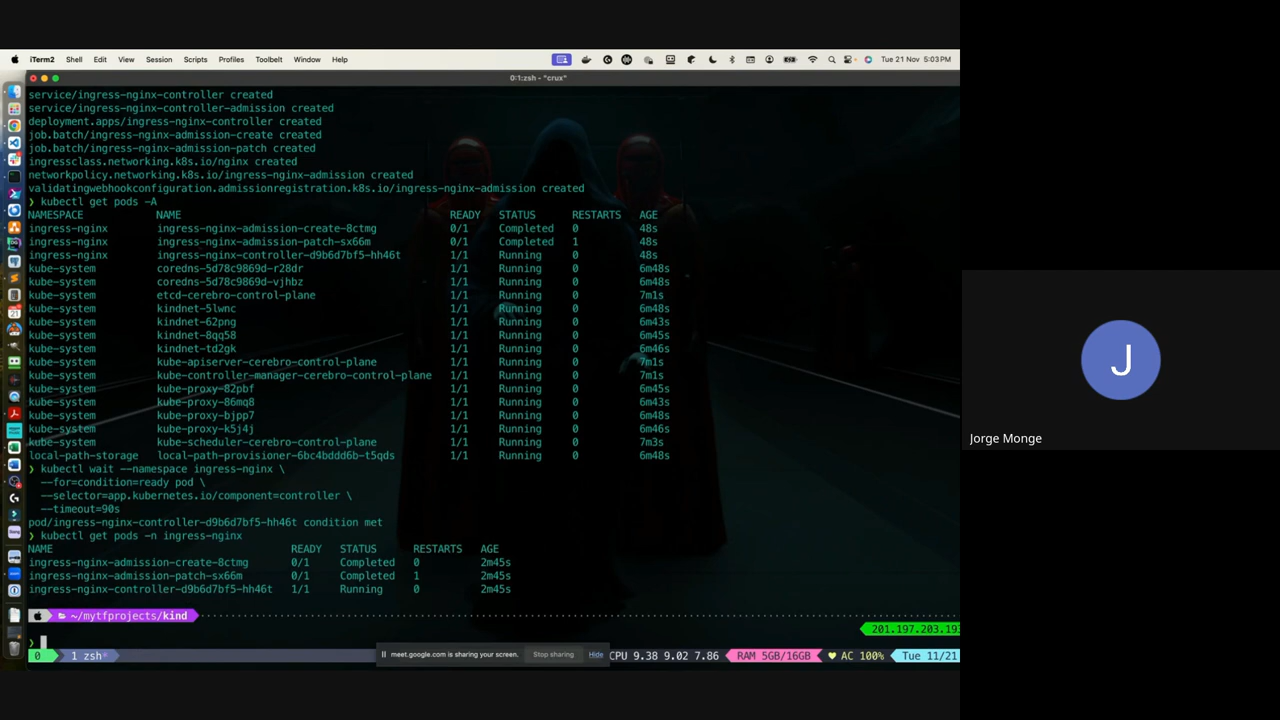 iTerm2 Shell Edit View Session Scripts Profiles Toolbelt Window Help Tue 21 Nov 5:03 PM
0:1:zsh - "crux"
service/ingress-nginx-controller created
service/ingress-nginx-controller-admission created
deployment.apps/ingress-nginx-controller created
job.batch/ingress-nginx-admission-create created
job.batch/ingress-nginx-admission-patch created
ingressclass.networking.k8s.io/nginx created
networkpolicy.networking.k8s.io/ingress-nginx-admission created
validatingwebhookconfiguration.admissionregistration.k8s.io/ingress-nginx-admission created
❯ kubectl get pods -A
NAMESPACE NAME READY STATUS RESTARTS AGE
ingress-nginx ingress-nginx-admission-create-8ctmg 0/1 Completed 0 48s
ingress-nginx ingress-nginx-admission-patch-sx66m 0/1 Completed 1 48s
ingress-nginx ingress-nginx-controller-d9b6d7bf5-hh46t 1/1 Running 0 48s
kube-system coredns-5d78c9869d-r28dr 1/1 Running 0 6m48s
kube-system coredns-5d78c9869d-vjhbz 1/1 Running 0 6m48s
kube-system etcd-cerebro-control-plane 1/1 Running 0 7m1s
kube-system kindnet-5lwnc 1/1 Running 0 6m48s
kube-system kindnet-62png 1/1 Running 0 6m43s
kube-system kindnet-8qq58 1/1 Running 0 6m45s
kube-system kindnet-td2gk 1/1 Running 0 6m46s
kube-system kube-apiserver-cerebro-control-plane 1/1 Running 0 7m1s
kube-system kube-controller-manager-cerebro-control-plane 1/1 Running 0 7m1s
kube-system kube-proxy-82pbf 1/1 Running 0 6m45s
kube-system kube-proxy-86mq8 1/1 Running 0 6m43s
kube-system kube-proxy-bjpp7 1/1 Running 0 6m48s
kube-system kube-proxy-k5j4j 1/1 Running 0 6m46s
kube-system kube-scheduler-cerebro-control-plane 1/1 Running 0 7m3s
local-path-storage local-path-provisioner-6bc4bddd6b-t5qds 1/1 Running 0 6m48s
❯ kubectl wait --namespace ingress-nginx \
--for=condition=ready pod \
--selector=app.kubernetes.io/component=controller \
--timeout=90s
pod/ingress-nginx-controller-d9b6d7bf5-hh46t condition met
❯ kubectl get pods -n ingress-nginx
NAME READY STATUS RESTARTS AGE
ingress-nginx-admission-create-8ctmg 0/1 Completed 0 2m45s
ingress-nginx-admission-patch-sx66m 0/1 Completed 1 2m45s
ingress-nginx-controller-d9b6d7bf5-hh46t 1/1 Running 0 2m45s
~/mytfprojects/kind
201.197.203.193
❯
0 1 zsh* meet.google.com is sharing your screen. Stop sharing Hide CPU 9.38 9.02 7.86 RAM 5GB/16GB ♥ AC 100% Tue 11/21
J
Jorge Monge